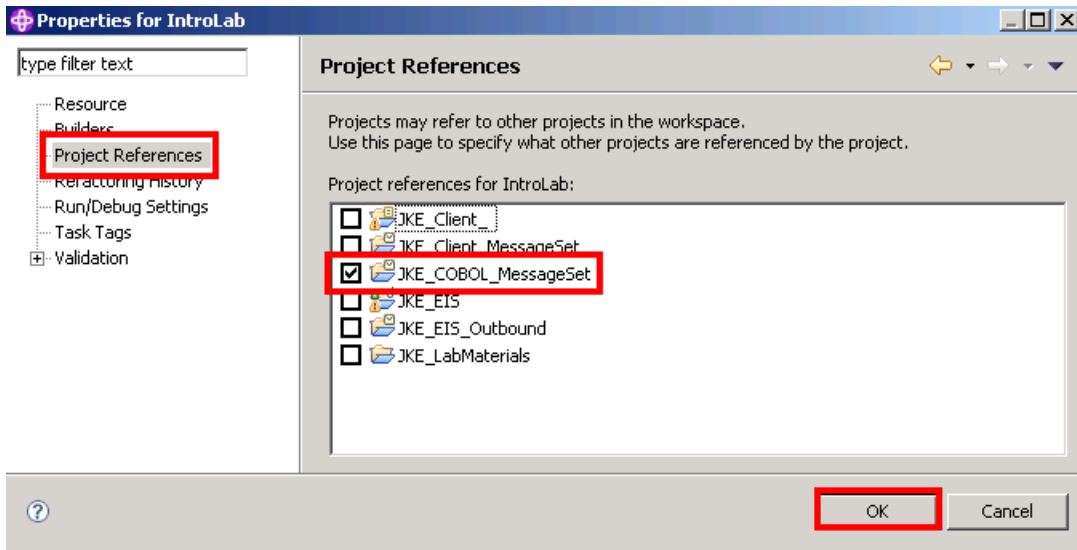 Properties for IntroLab
type filter text
Resource
Builders
Project References
Refactoring History
Run/Debug Settings
Task Tags
Validation
Project References
Projects may refer to other projects in the workspace.
Use this page to specify what other projects are referenced by the project.
Project references for IntroLab:
JKE_Client_
JKE_Client_MessageSet
JKE_COBOL_MessageSet
JKE_EIS
JKE_EIS_Outbound
JKE_LabMaterials
?
OK
Cancel